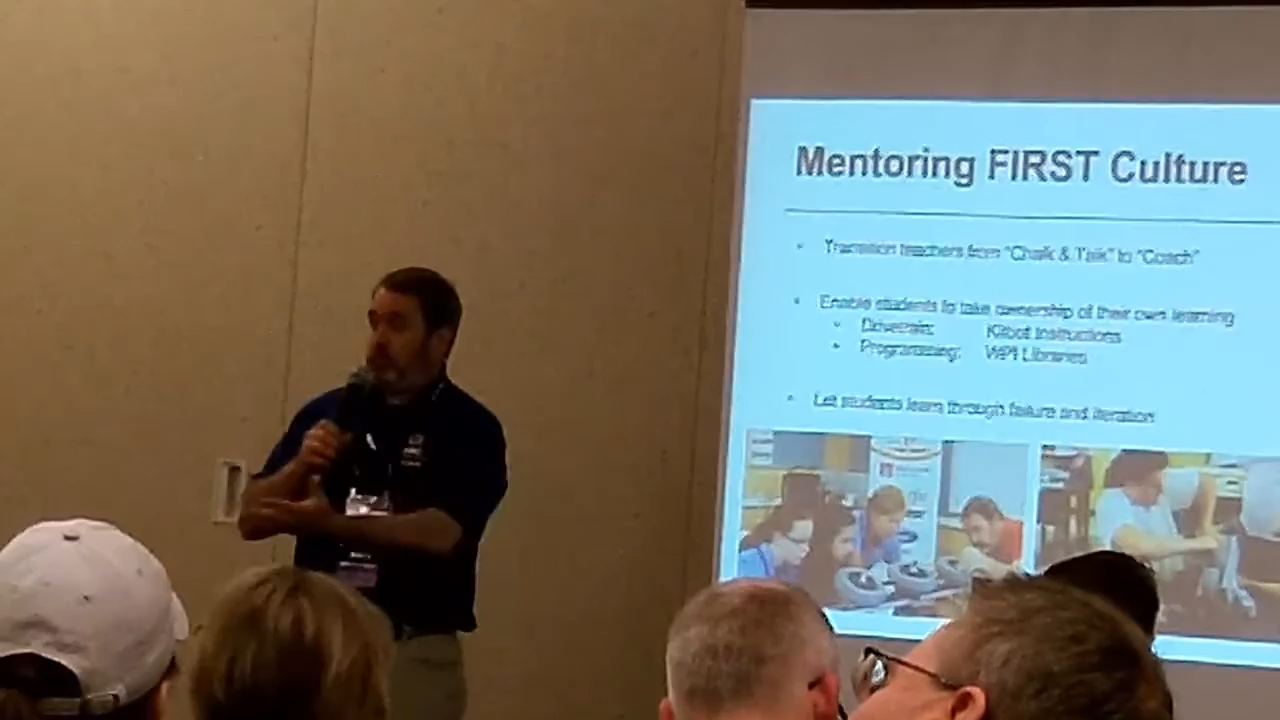 Mentoring FIRST Culture
Transition teachers from "Chalk & Talk" to "Coach"
Enable students to take ownership of their own learning
Drivetrain: Kitbot Instructions
Programming: WPI Libraries
Let students learn through failure and iteration